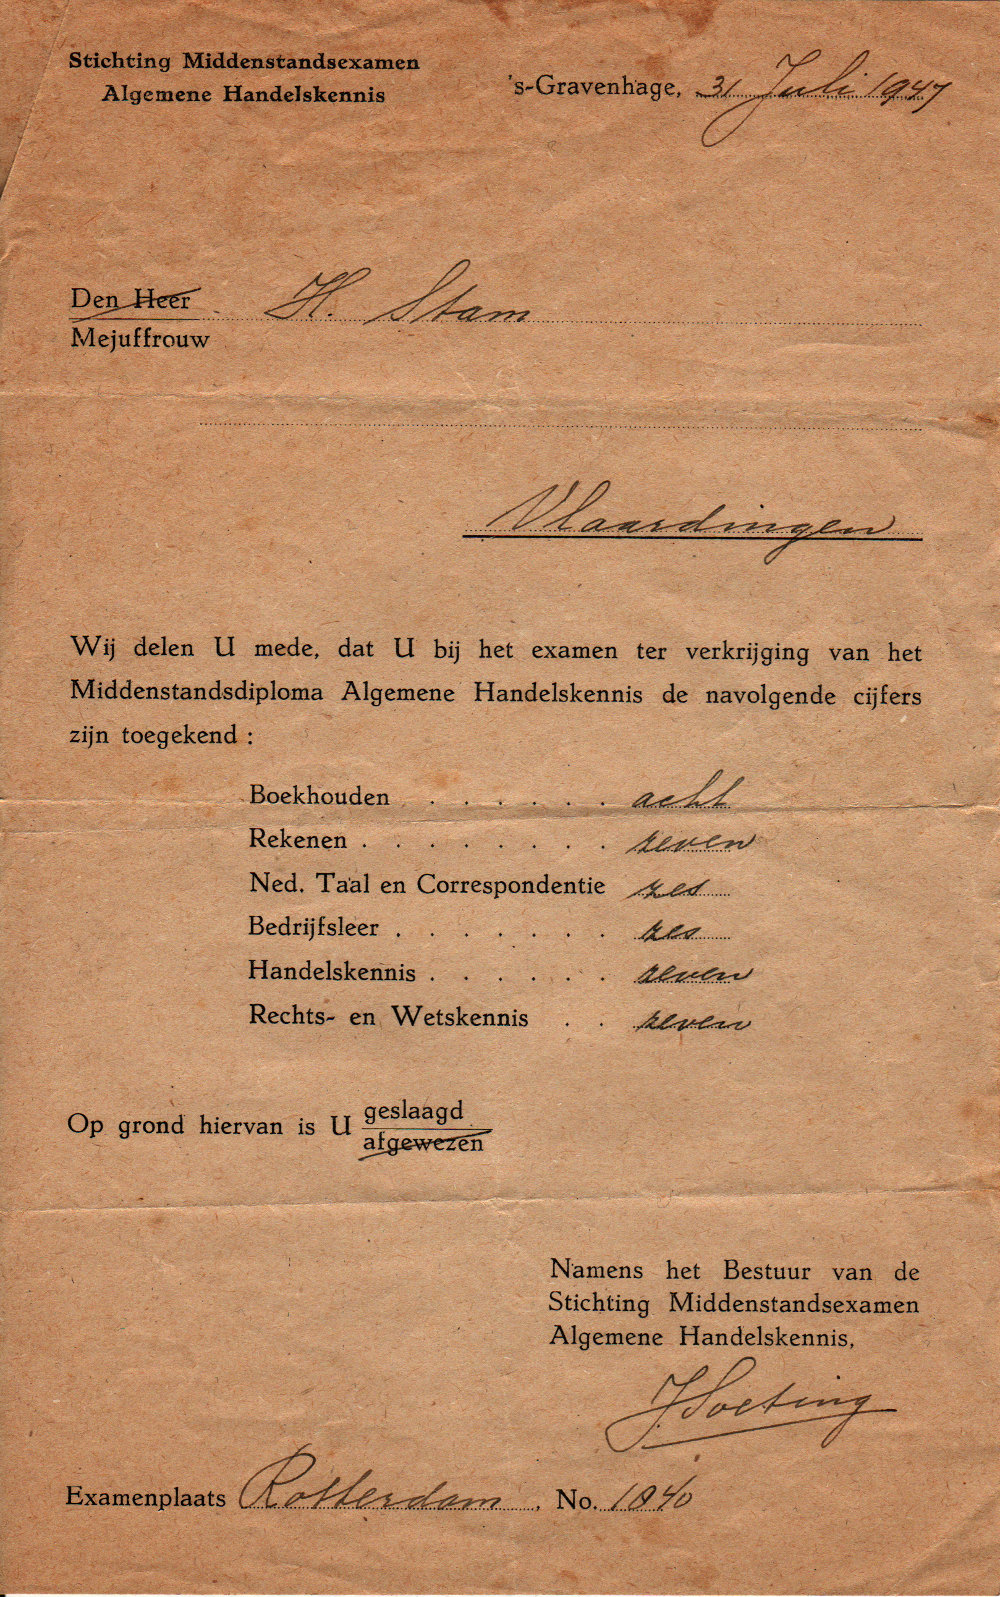 Stichting Middenstandsexamen
Algemene Handelskennis
's-Gravenhage, 31 Juli 1947
Den Heer H. Stam
Mejuffrouw
Vlaardingen
Wij delen U mede, dat U bij het examen ter verkrijging van het
Middenstandsdiploma Algemene Handelskennis de navolgende cijfers
zijn toegekend :
Boekhouden . . . . . . acht
Rekenen . . . . . . . . zeven
Ned. Taal en Correspondentie zes
Bedrijfsleer . . . . . . . zes
Handelskennis . . . . . . zeven
Rechts- en Wetskennis . . zeven
Op grond hiervan is U geslaagd
afgewezen
Namens het Bestuur van de
Stichting Middenstandsexamen
Algemene Handelskennis,
J. Soeting
Examenplaats Rotterdam, No. 1040